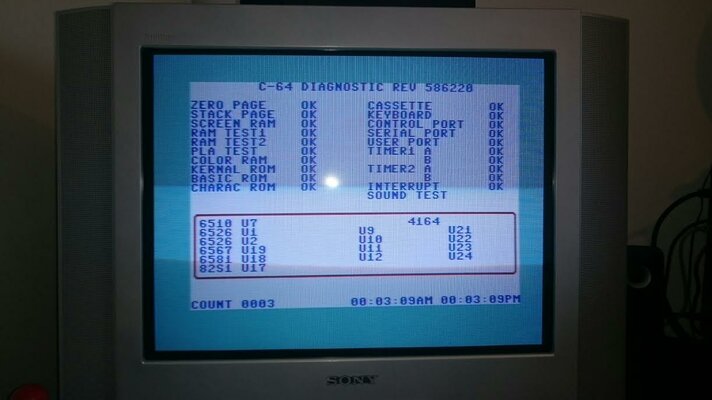 C-64 DIAGNOSTIC REV 586220
ZERO PAGE OK CASSETTE OK
STACK PAGE OK KEYBOARD OK
SCREEN RAM OK CONTROL PORT OK
RAM TEST1 OK SERIAL PORT OK
RAM TEST2 OK USER PORT OK
PLA TEST OK TIMER1 A OK
COLOR RAM OK B OK
KERNAL ROM OK TIMER2 A OK
BASIC ROM OK B OK
CHARAC ROM OK INTERRUPT OK
SOUND TEST
6510 U7 4164
6526 U1 U9 U21
6526 U2 U10 U22
6567 U19 U11 U23
6581 U18 U12 U24
82S1 U17
COUNT 0003 00:03:09AM 00:03:09PM
SONY